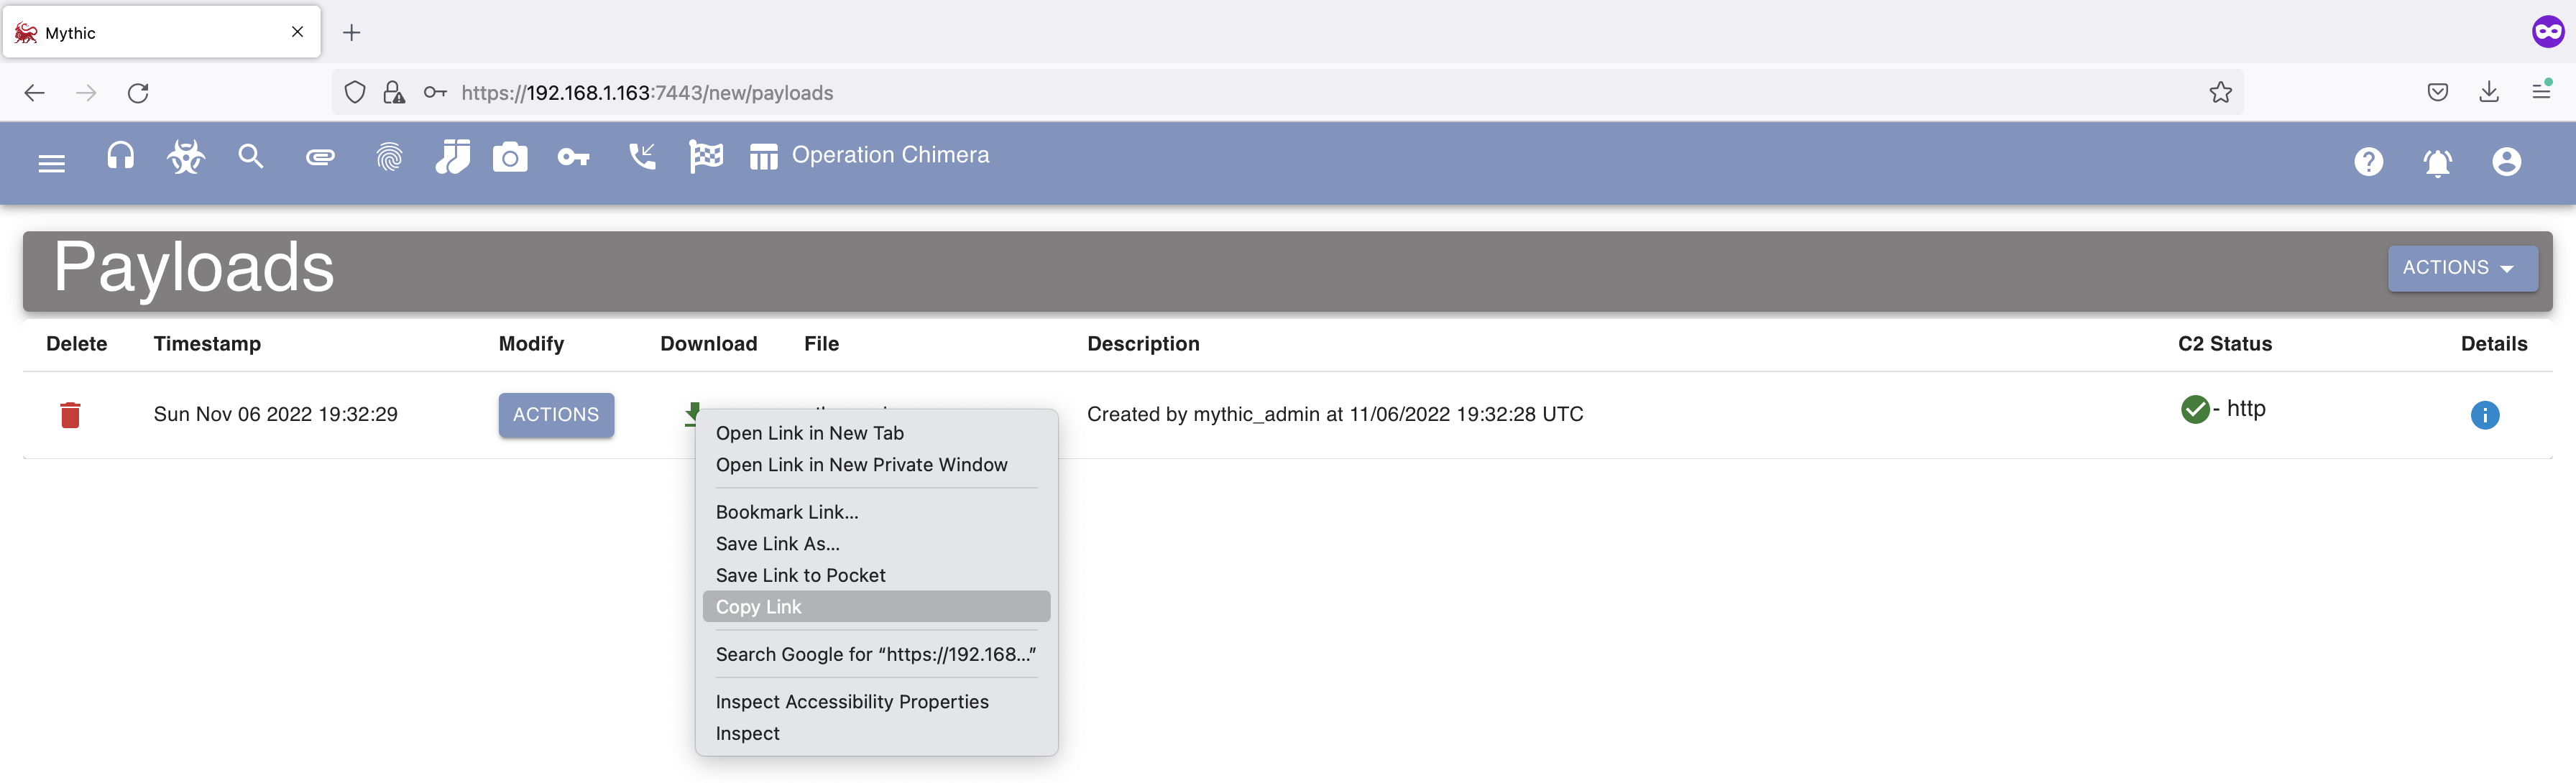 Mythic
https://192.168.1.163:7443/new/payloads
Operation Chimera
Payloads
ACTIONS
Delete Timestamp Modify Download File Description C2 Status Details
Sun Nov 06 2022 19:32:29 ACTIONS Created by mythic_admin at 11/06/2022 19:32:28 UTC - http
Open Link in New Tab
Open Link in New Private Window
Bookmark Link...
Save Link As...
Save Link to Pocket
Copy Link
Search Google for “https://192.168...”
Inspect Accessibility Properties
Inspect